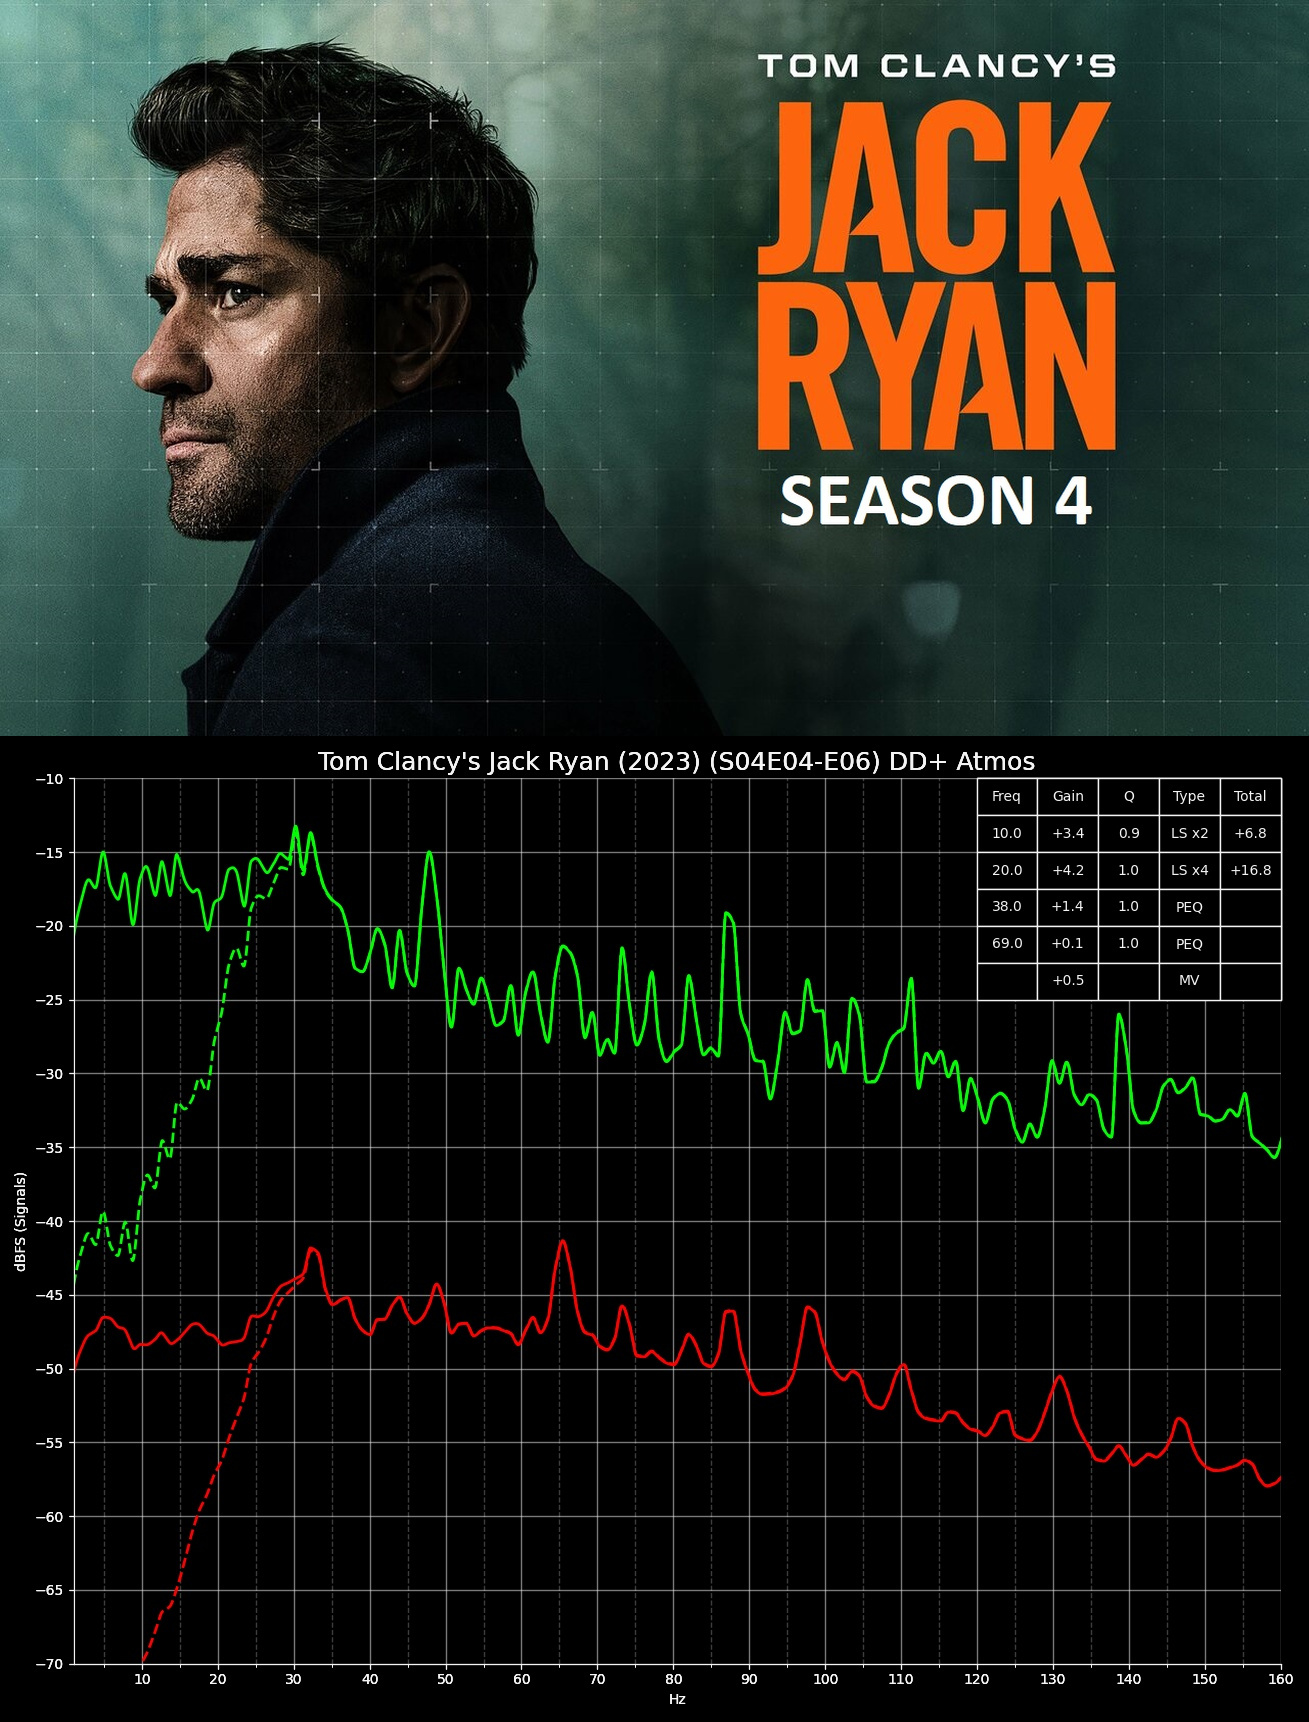 TOM CLANCY'S
JACK
RYAN
SEASON 4
Tom Clancy's Jack Ryan (2023) (S04E04-E06) DD+ Atmos
Freq Gain Q Type Total
10.0 +3.4 0.9 LS x2 +6.8
20.0 +4.2 1.0 LS x4 +16.8
38.0 +1.4 1.0 PEQ
69.0 +0.1 1.0 PEQ
+0.5 MV
−10
−15
−20
−25
−30
−35
−40
−45
−50
−55
−60
−65
−70
dBFS (Signals)
10 20 30 40 50 60 70 80 90 100 110 120 130 140 150 160
Hz